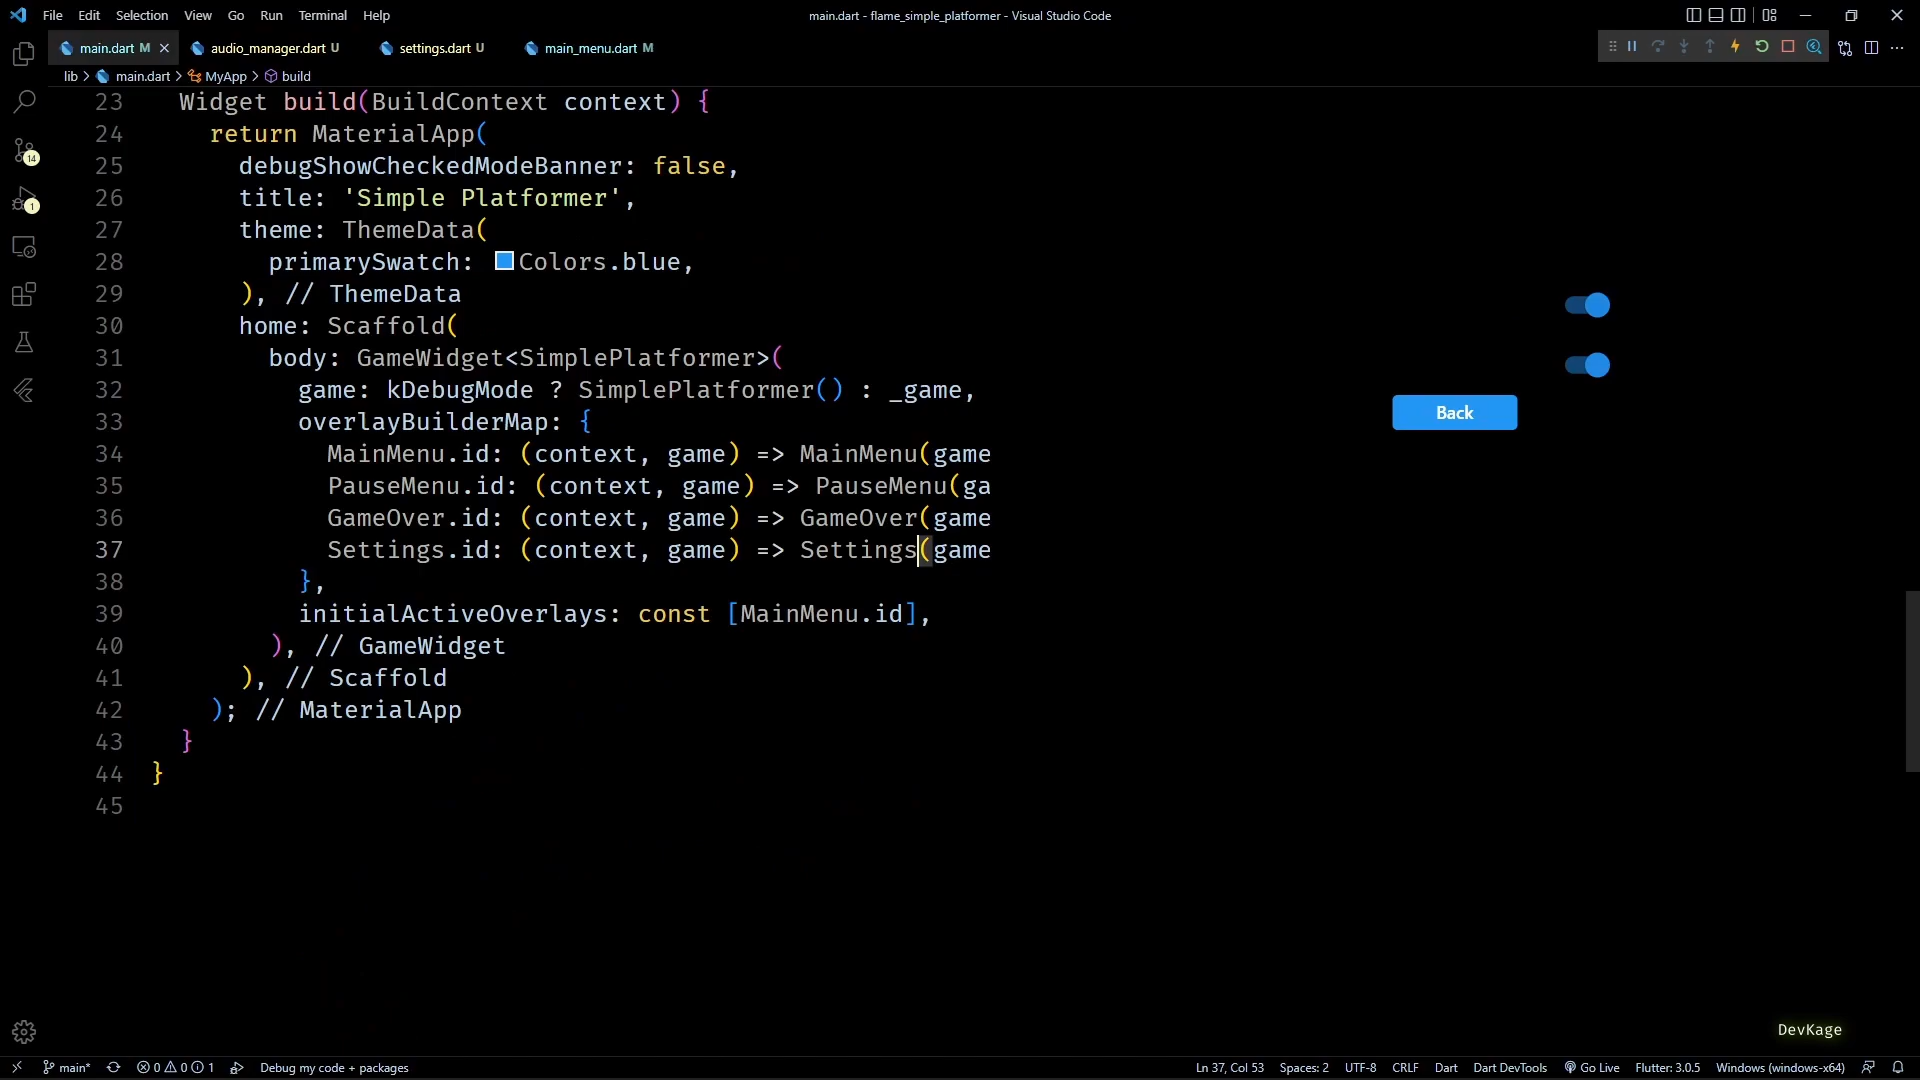 File Edit Selection View Go Run Terminal Help
main.dart - flame_simple_platformer - Visual Studio Code
main.dart M audio_manager.dart U settings.dart U main_menu.dart M
lib > main.dart > MyApp > build
23 Widget build(BuildContext context) {
24 return MaterialApp(
25 debugShowCheckedModeBanner: false,
26 title: 'Simple Platformer',
27 theme: ThemeData(
28 primarySwatch: Colors.blue,
29 ), // ThemeData
30 home: Scaffold(
31 body: GameWidget<SimplePlatformer>(
32 game: kDebugMode ? SimplePlatformer() : _game,
33 overlayBuilderMap: {
34 MainMenu.id: (context, game) => MainMenu(game
35 PauseMenu.id: (context, game) => PauseMenu(ga
36 GameOver.id: (context, game) => GameOver(game
37 Settings.id: (context, game) => Settings(game
38 },
39 initialActiveOverlays: const [MainMenu.id],
40 ), // GameWidget
41 ), // Scaffold
42 ); // MaterialApp
43 }
44 }
45
Back
14
1
DevKage
main* 0 0 1 Debug my code + packages
Ln 37, Col 53 Spaces: 2 UTF-8 CRLF Dart Dart DevTools Go Live Flutter: 3.0.5 Windows (windows-x64)